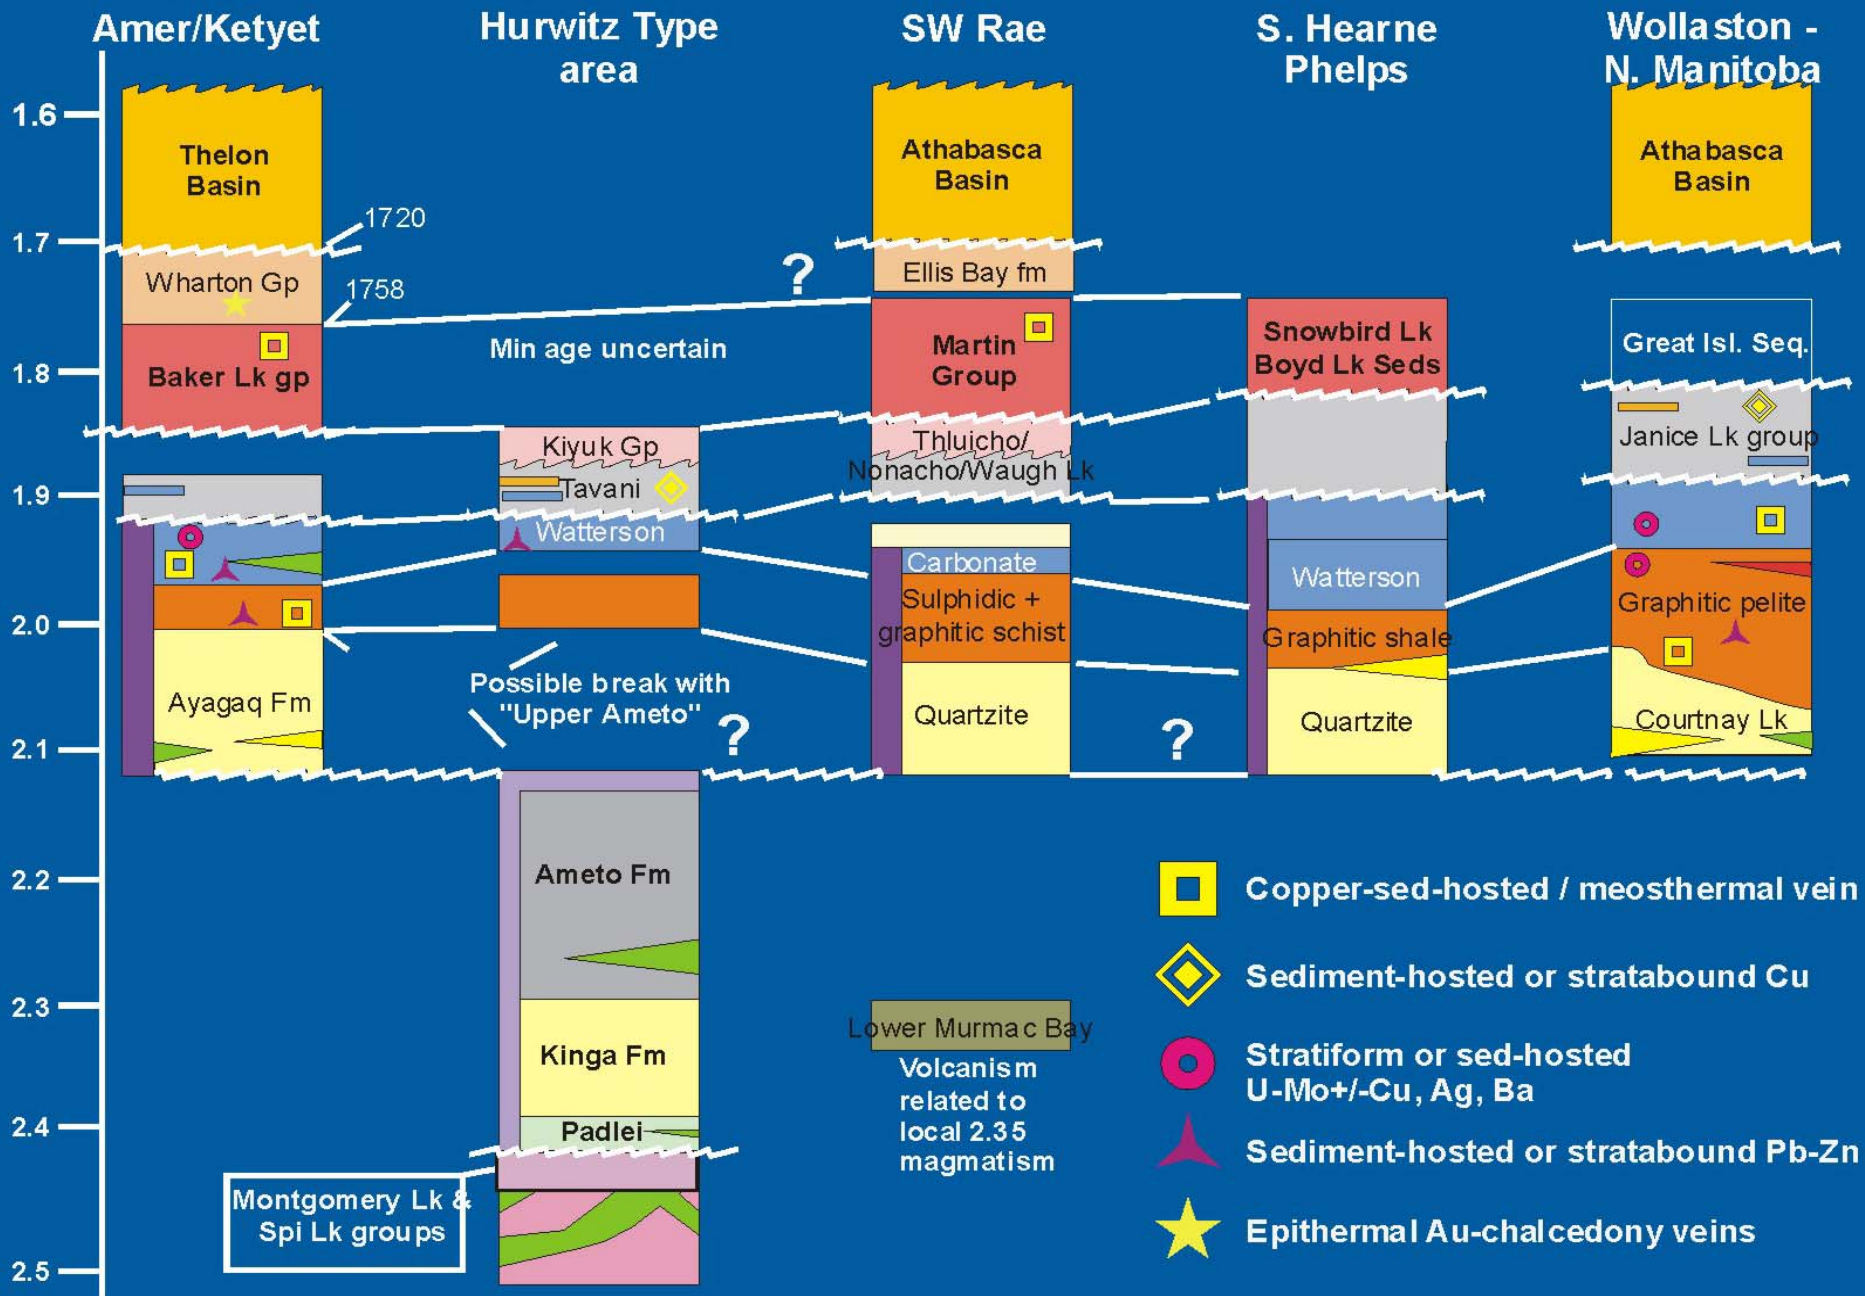 Amer/Ketyet
Hurwitz Type
area
SW Rae
S. Hearne
Phelps
Wollaston -
N. Manitoba
1.6
1.7
1.8
1.9
2.0
2.1
2.2
2.3
2.4
2.5
Thelon
Basin
1720
Wharton Gp
1758
Baker Lk gp
Ayagaq Fm
Min age uncertain
?
Kiyuk Gp
Tavani
Watterson
Possible break with
"Upper Ameto"
?
Ameto Fm
Kinga Fm
Padlei
Montgomery Lk &
Spi Lk groups
Athabasca
Basin
Ellis Bay fm
Martin
Group
Thluicho/
Nonacho/Waugh Lk
Carbonate
Sulphidic +
graphitic schist
Quartzite
?
Lower Murmac Bay
Volcanism
related to
local 2.35
magmatism
Snowbird Lk
Boyd Lk Seds
Watterson
Graphitic shale
Quartzite
Athabasca
Basin
Great Isl. Seq.
Janice Lk group
Graphitic pelite
Courtnay Lk
Copper-sed-hosted / meosthermal vein
Sediment-hosted or stratabound Cu
Stratiform or sed-hosted
U-Mo+/-Cu, Ag, Ba
Sediment-hosted or stratabound Pb-Zn
Epithermal Au-chalcedony veins